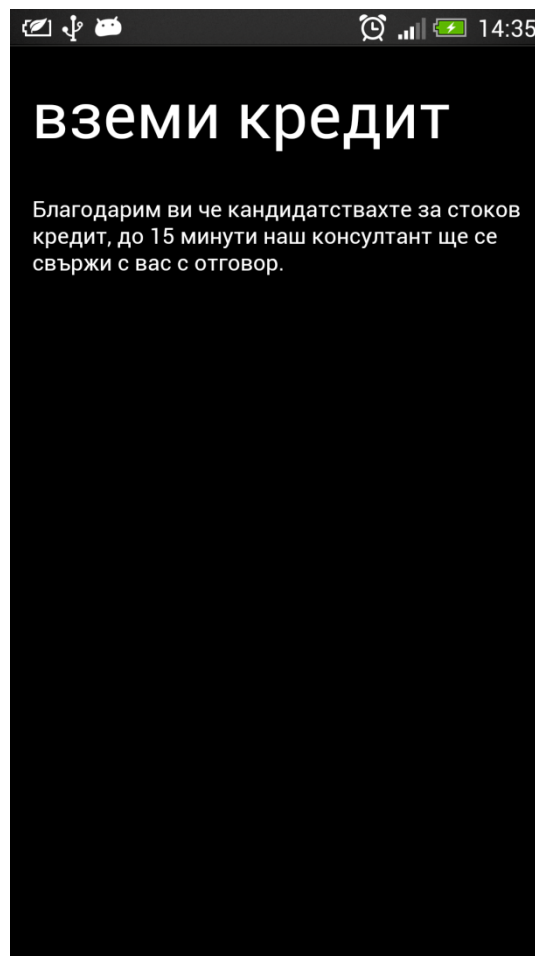 14:35
вземи кредит
Благодарим ви че кандидатствахте за стоков
кредит, до 15 минути наш консултант ще се
свържи с вас с отговор.